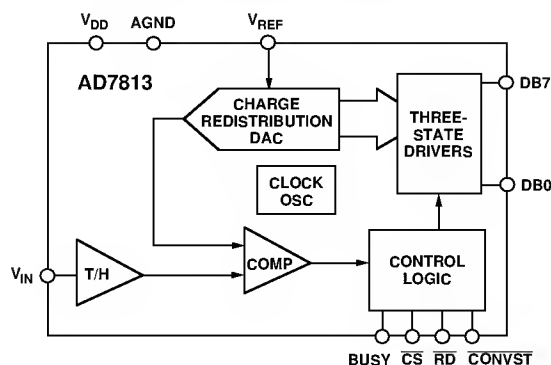 VDD AGND VREF
AD7813
CHARGE
REDISTRIBUTION
DAC
THREE-
STATE
DRIVERS
DB7
DB0
CLOCK
OSC
VIN
T/H
COMP
CONTROL
LOGIC
BUSY CS RD CONVST